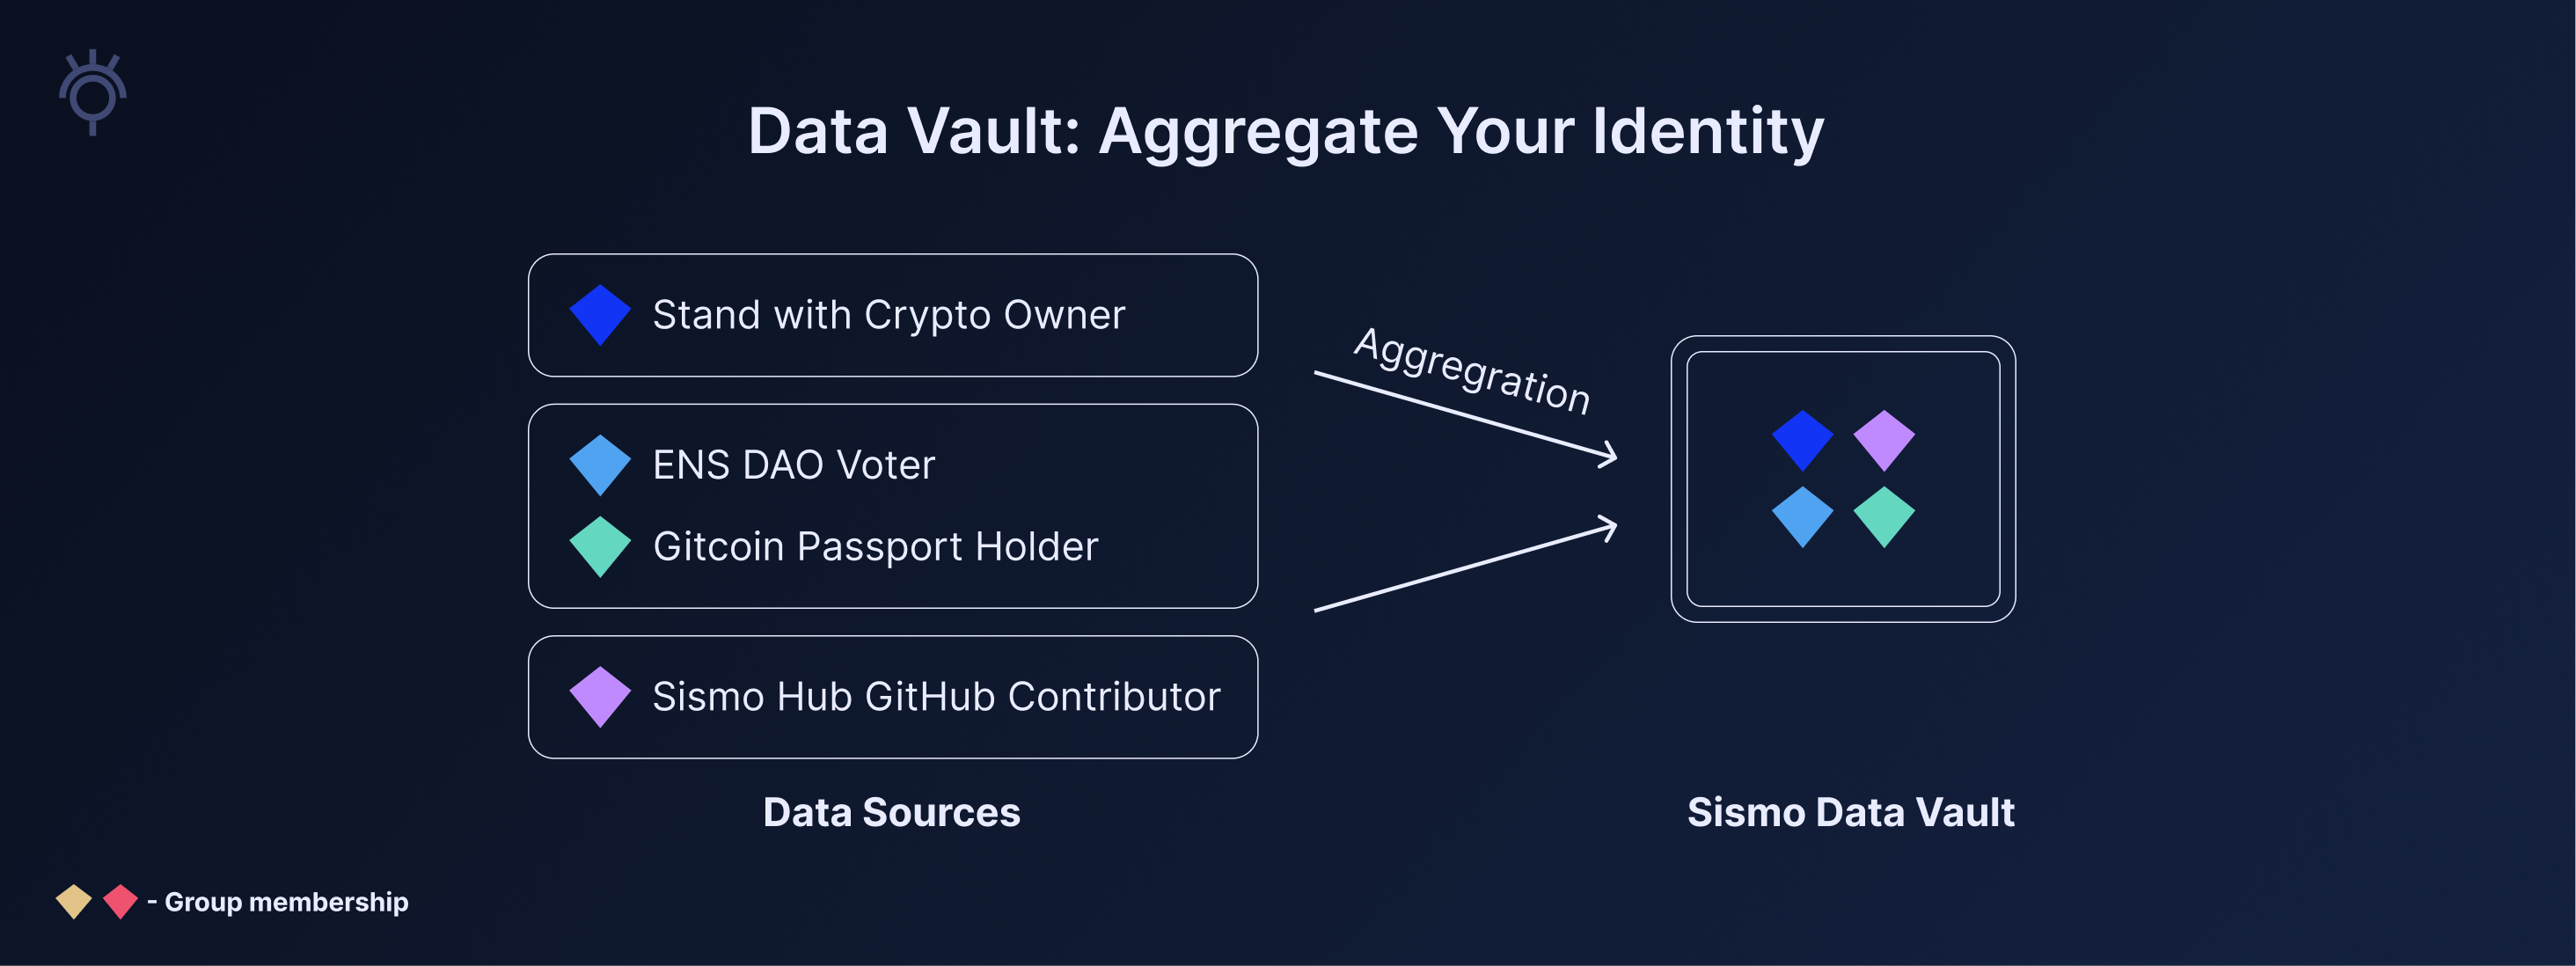 Data Vault: Aggregate Your Identity
Stand with Crypto Owner
ENS DAO Voter
Gitcoin Passport Holder
Sismo Hub GitHub Contributor
Data Sources
Aggregration
Sismo Data Vault
- Group membership